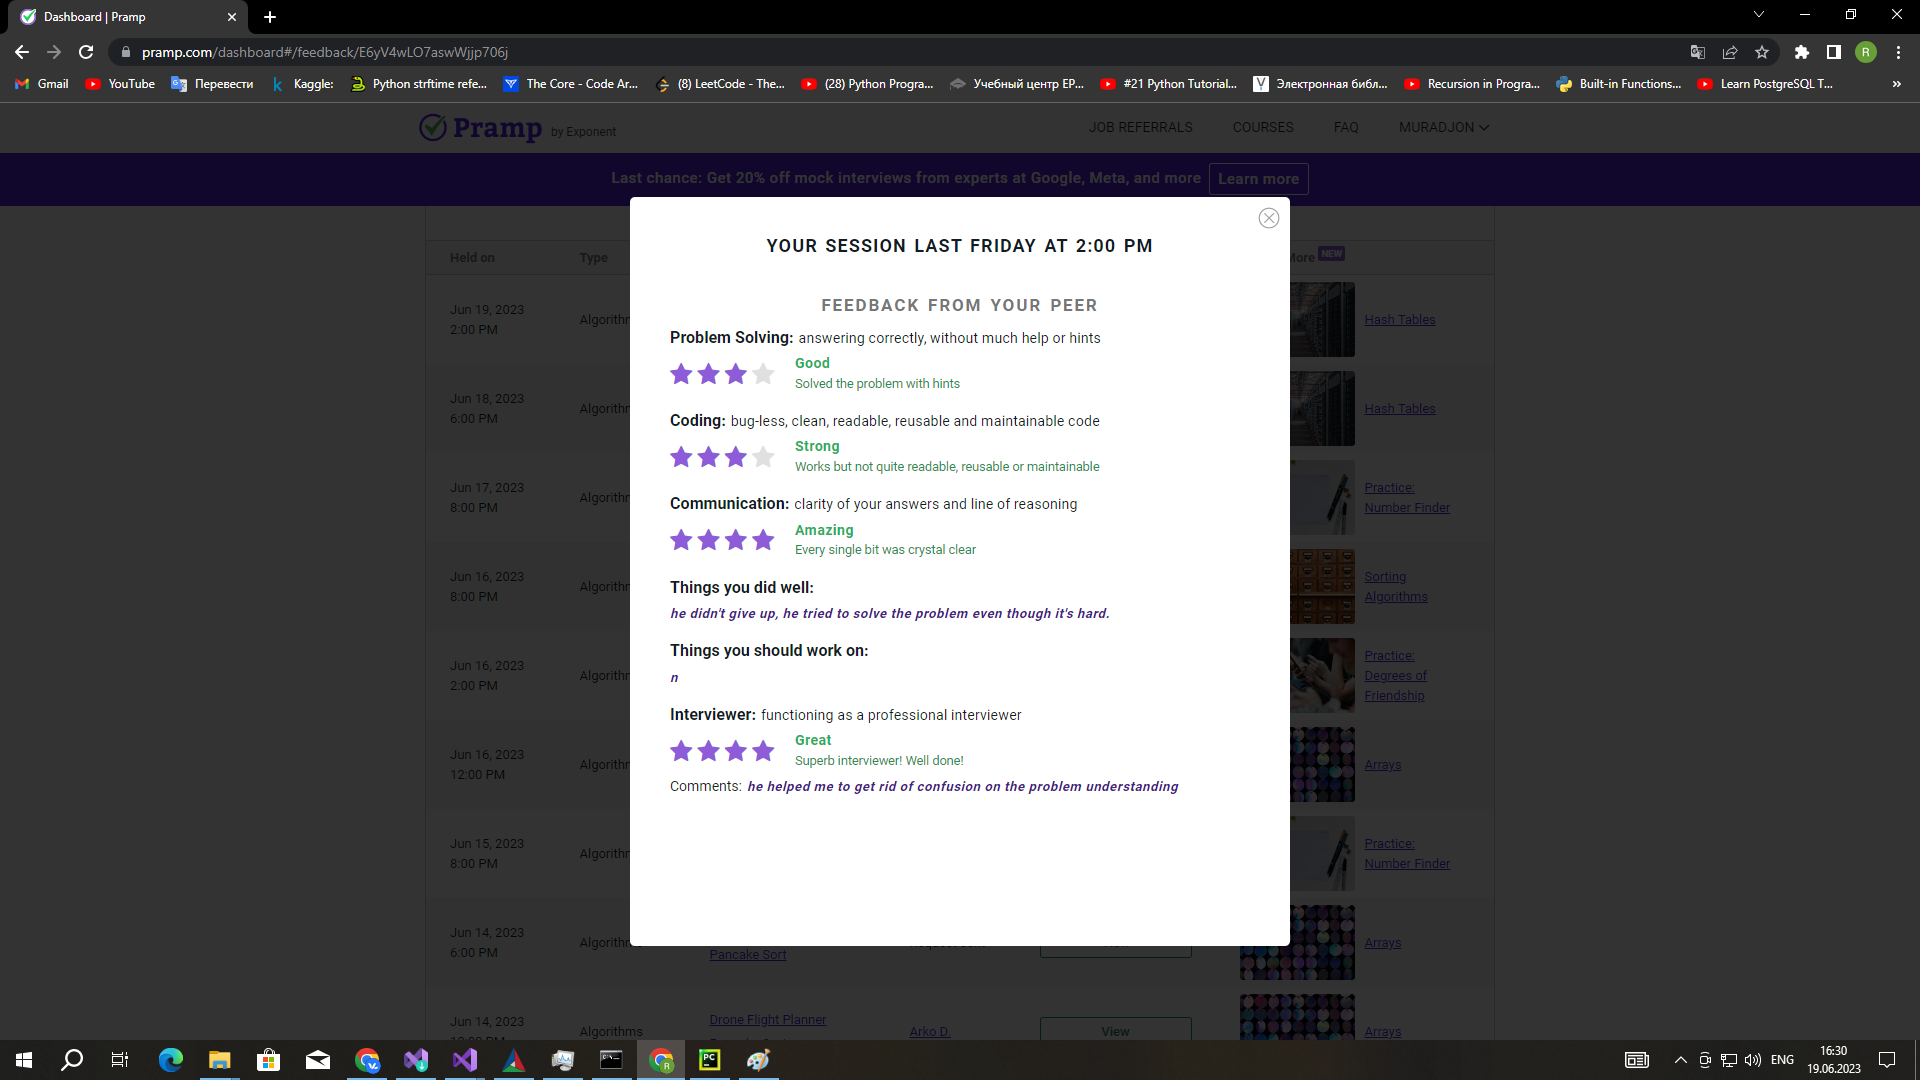 Dashboard | Pramp
pramp.com/dashboard#/feedback/E6yV4wLO7aswWjjp706j
R
Gmail YouTube Перевести Kaggle: Python strftime refe... The Core - Code Ar... (8) LeetCode - The... (28) Python Progra... Учебный центр EP... #21 Python Tutorial... Электронная библ... Recursion in Progra... Built-in Functions... Learn PostgreSQL T... »
Pramp by Exponent JOB REFERRALS COURSES FAQ MURADJON
Last chance: Get 20% off mock interviews from experts at Google, Meta, and more Learn more
YOUR SESSION LAST FRIDAY AT 2:00 PM
FEEDBACK FROM YOUR PEER
Problem Solving: answering correctly, without much help or hints
Good
Solved the problem with hints
Coding: bug-less, clean, readable, reusable and maintainable code
Strong
Works but not quite readable, reusable or maintainable
Communication: clarity of your answers and line of reasoning
Amazing
Every single bit was crystal clear
Things you did well:
he didn't give up, he tried to solve the problem even though it's hard.
Things you should work on:
n
Interviewer: functioning as a professional interviewer
Great
Superb interviewer! Well done!
Comments: he helped me to get rid of confusion on the problem understanding
Held on Type More NEW
Jun 19, 2023
2:00 PM
Algorithm
Hash Tables
Jun 18, 2023
6:00 PM
Algorithm
Hash Tables
Jun 17, 2023
8:00 PM
Algorithm
Practice:
Number Finder
Jun 16, 2023
8:00 PM
Algorithm
Sorting
Algorithms
Jun 16, 2023
2:00 PM
Algorithm
Practice:
Degrees of
Friendship
Jun 16, 2023
12:00 PM
Algorithm
Arrays
Jun 15, 2023
8:00 PM
Algorithm
Practice:
Number Finder
Jun 14, 2023
6:00 PM
Algorithm
Pancake Sort
Arrays
Jun 14, 2023
Algorithms
Drone Flight Planner
Arko D.
View
Arrays
ENG
16:30
19.06.2023